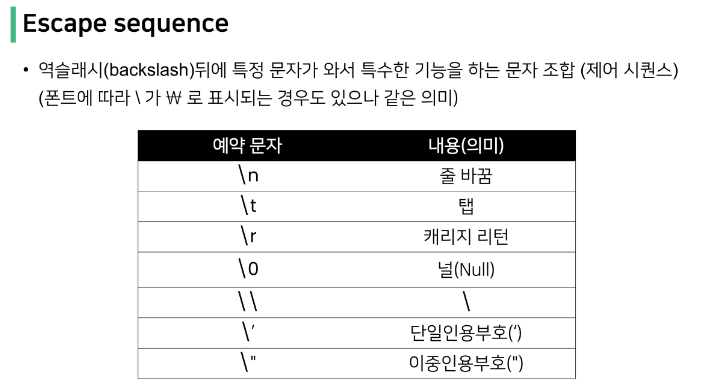 Escape sequence
• 역슬래시(backslash)뒤에 특정 문자가 와서 특수한 기능을 하는 문자 조합 (제어 시퀀스)
(폰트에 따라 \ 가 ₩ 로 표시되는 경우도 있으나 같은 의미)
예약 문자 내용(의미)
\n 줄 바꿈
\t 탭
\r 캐리지 리턴
\0 널(Null)
\\ \
\’ 단일인용부호(‘)
\" 이중인용부호(")